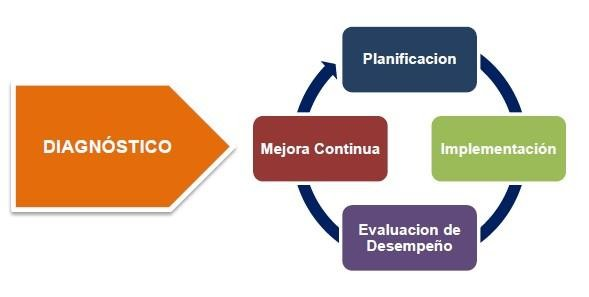 DIAGNÓSTICO
Planificacion
Implementación
Evaluacion de
Desempeño
Mejora Continua